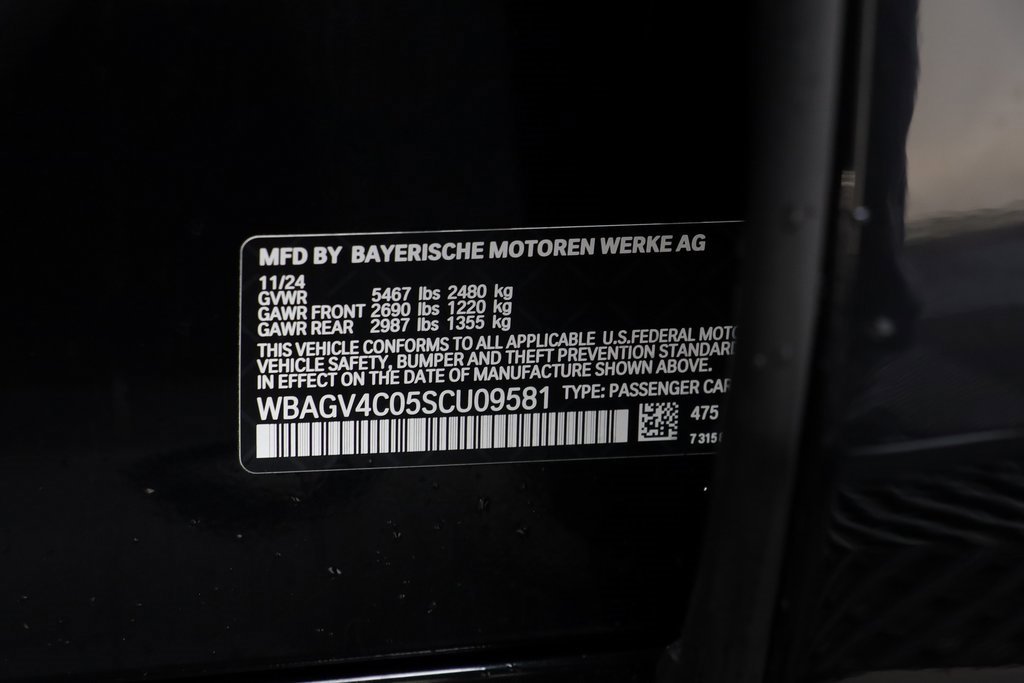 MFD BY BAYERISCHE MOTOREN WERKE AG
11/24
GVWR 5467 lbs 2480 kg
GAWR FRONT 2690 lbs 1220 kg
GAWR REAR 2987 lbs 1355 kg
THIS VEHICLE CONFORMS TO ALL APPLICABLE U.S.FEDERAL MOTO
VEHICLE SAFETY, BUMPER AND THEFT PREVENTION STANDAR
IN EFFECT ON THE DATE OF MANUFACTURE SHOWN ABOVE.
WBAGV4C05SCU09581 TYPE: PASSENGER CAR
475
7315